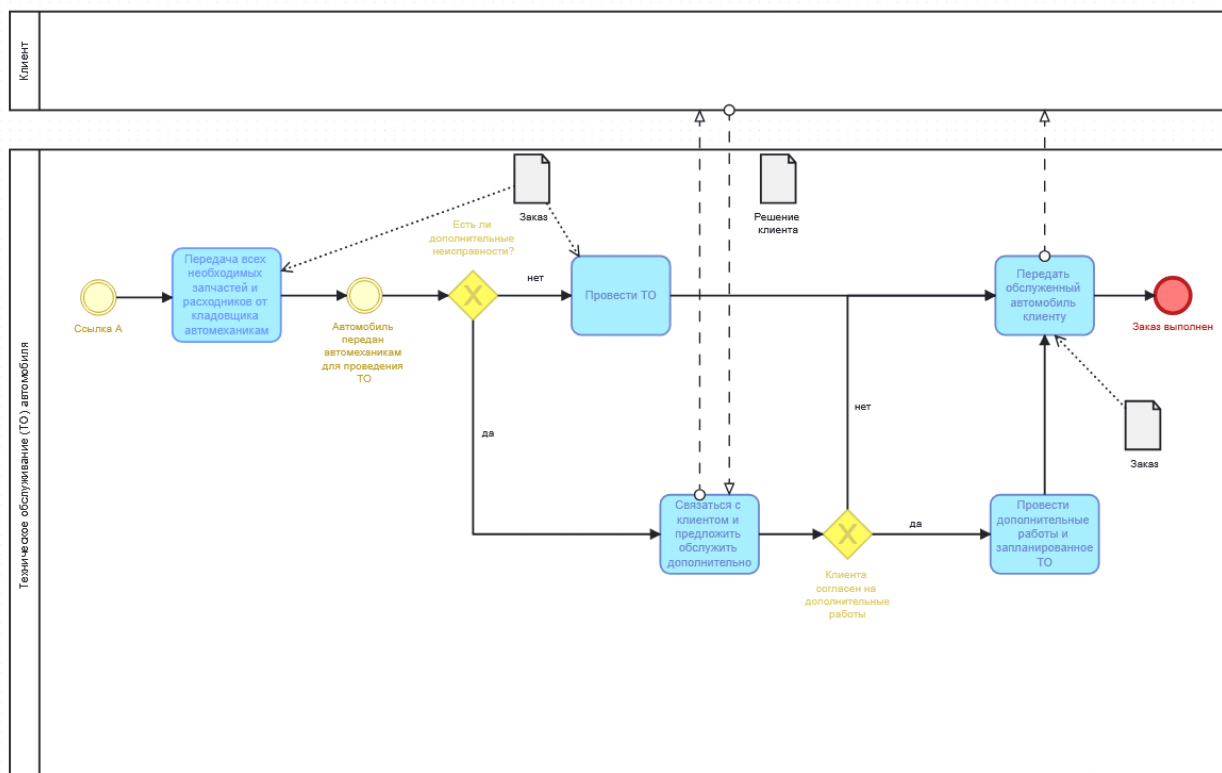 Клиент
Техническое обслуживание (ТО) автомобиля
Ссылка А
Передача всех
необходимых
запчастей и
расходников от
кладовщика
автомеханикам
Автомобиль
передан
автомеханикам
для проведения
ТО
Есть ли
дополнительные
неисправности?
нет
да
Заказ
Провести ТО
Решение
клиента
Связаться с
клиентом и
предложить
обслужить
дополнительно
Клиента
согласен на
дополнительные
работы
нет
да
Провести
дополнительные
работы и
запланированное
ТО
Передать
обслуженный
автомобиль
клиенту
Заказ
Заказ выполнен